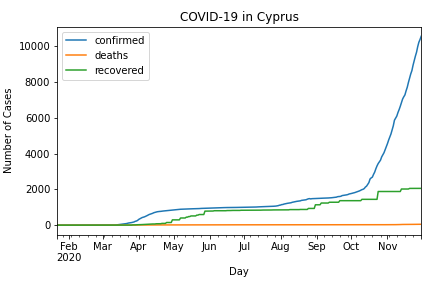 COVID-19 in Cyprus
confirmed
deaths
recovered
10000
8000
6000
4000
2000
0
Number of Cases
Feb Mar Apr May Jun Jul Aug Sep Oct Nov
2020
Day